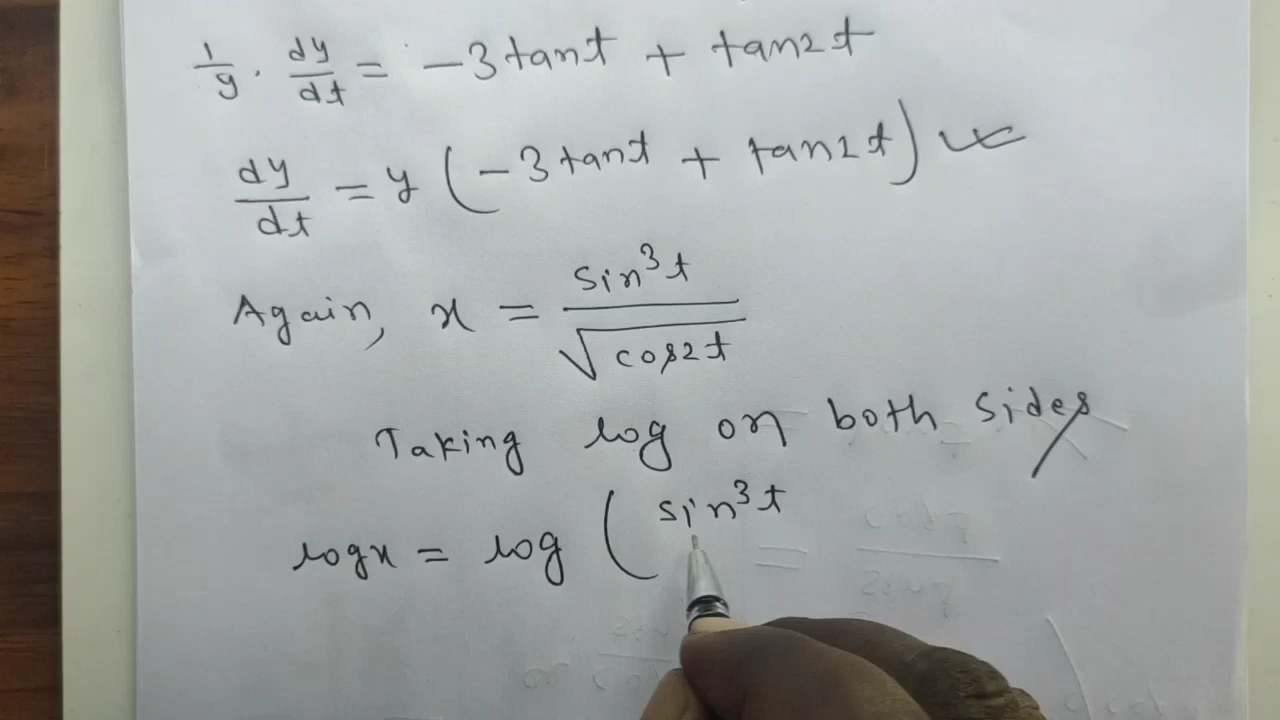 1/y . dy/dt = -3tant + tan2t
dy/dt = y (-3tant + tan2t)
Again, x = sin³t/√cos2t
Taking log on both sides
logx = log (sin³t